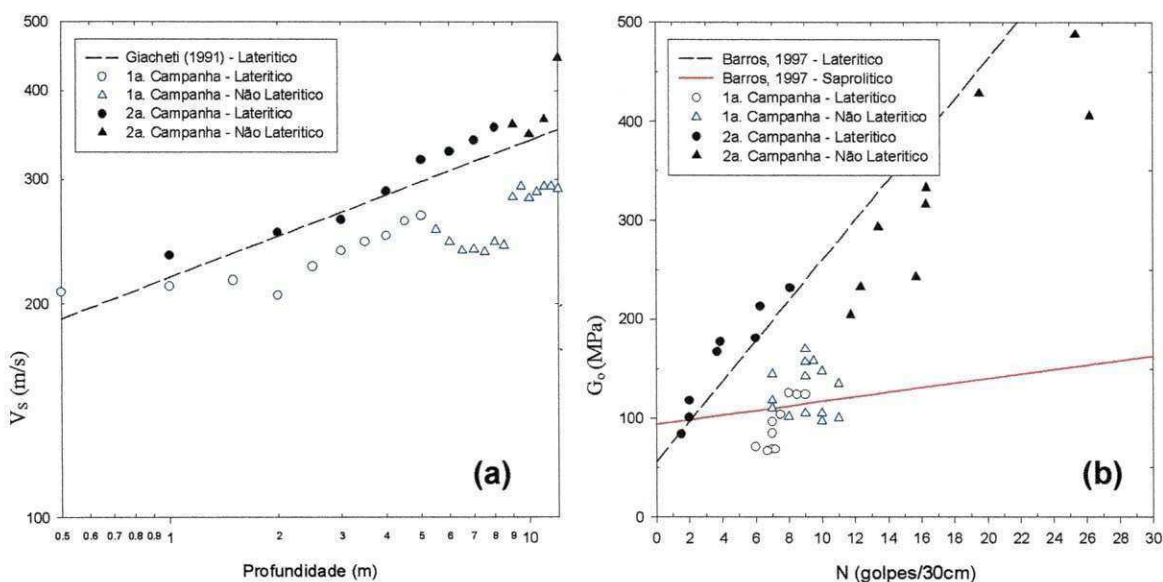 500
400
300
200
100
V_S (m/s)
Giacheti (1991) - Lateritico
1a. Campanha - Lateritico
1a. Campanha - Não Lateritico
2a. Campanha - Lateritico
2a. Campanha - Não Lateritico
(a)
0.5 0.6 0.7 0.8 0.9 1 2 3 4 5 6 7 8 9 10
Profundidade (m)
500
400
300
200
100
0
G_o (MPa)
Barros, 1997 - Lateritico
Barros, 1997 - Saprolitico
1a. Campanha - Lateritico
1a. Campanha - Não Lateritico
2a. Campanha - Lateritico
2a. Campanha - Não Lateritico
(b)
0 2 4 6 8 10 12 14 16 18 20 22 24 26 28 30
N (golpes/30cm)